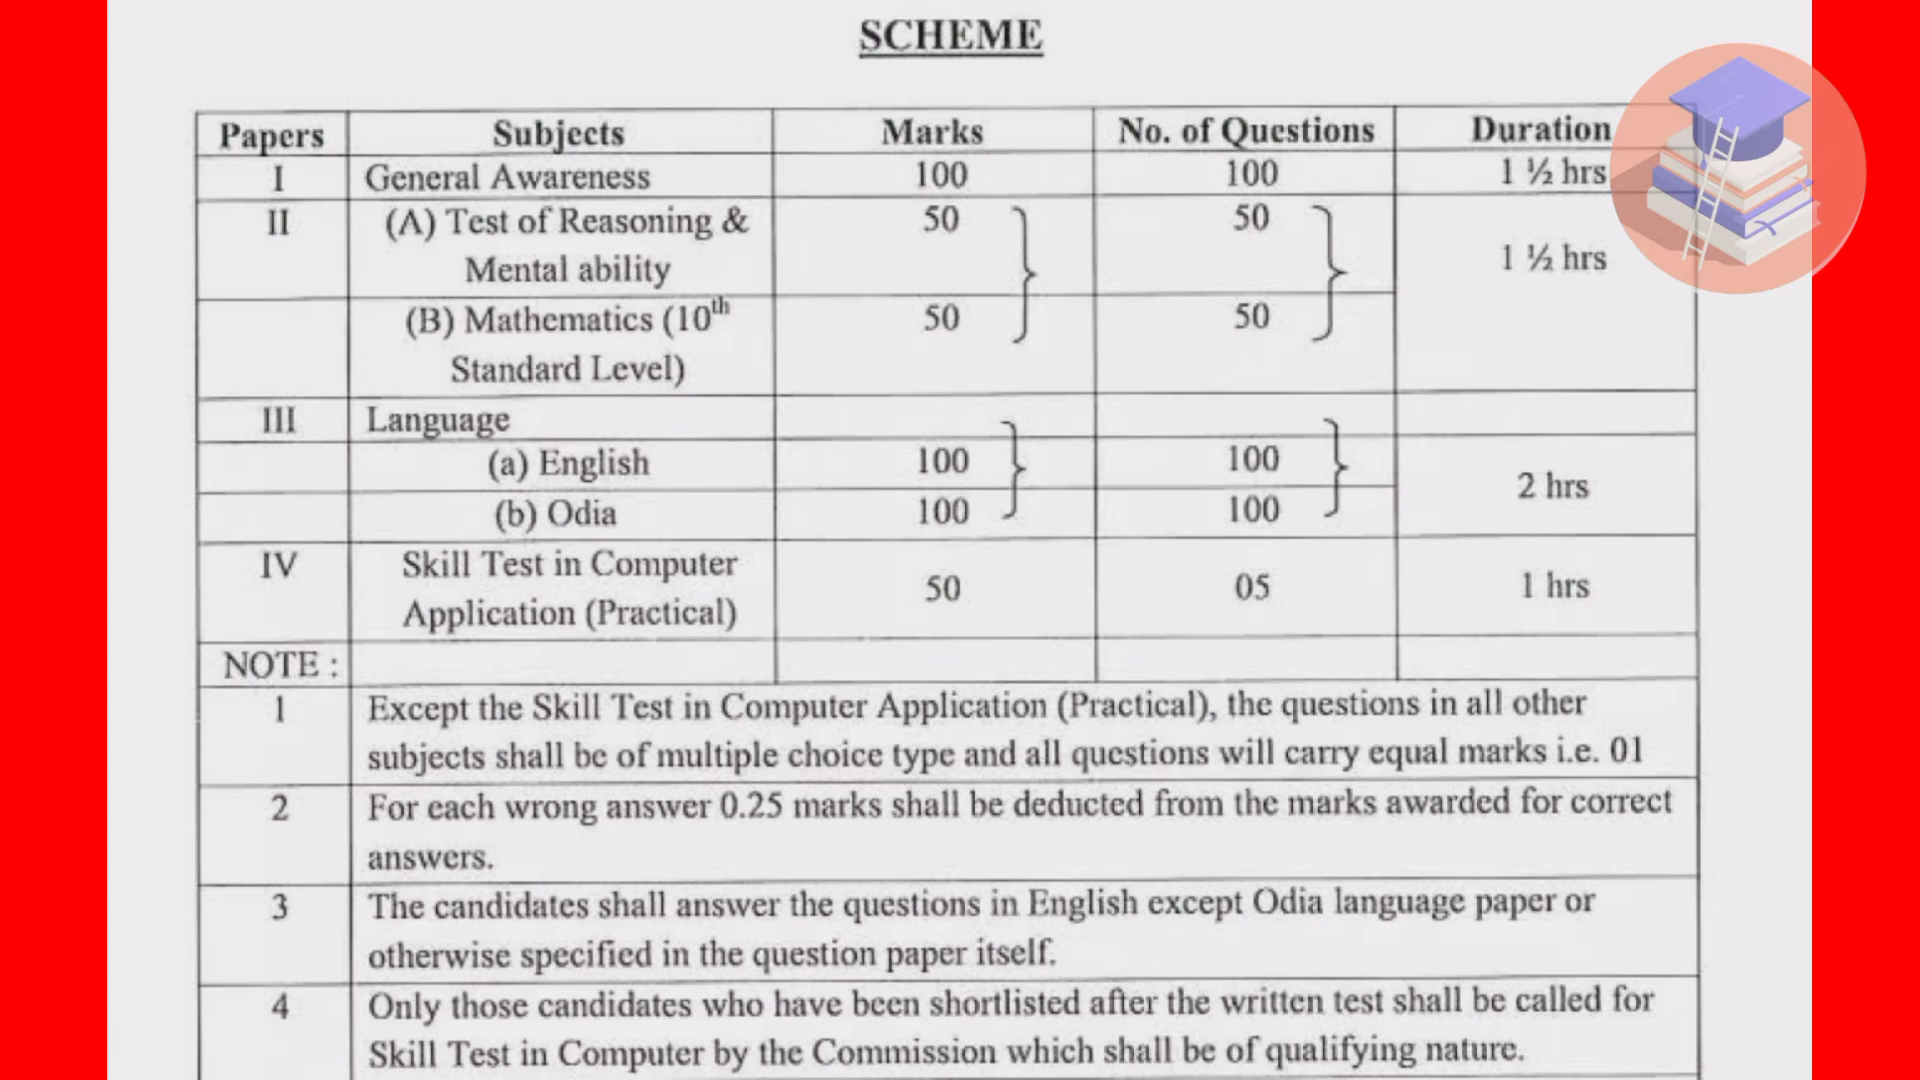 SCHEME
Papers Subjects Marks No. of Questions Duration
I General Awareness 100 100 1 ½ hrs
II (A) Test of Reasoning & 50 50
Mental ability 1 ½ hrs
(B) Mathematics (10th 50 50
Standard Level)
III Language
(a) English 100 100
2 hrs
(b) Odia 100 100
IV Skill Test in Computer
Application (Practical) 50 05 1 hrs
NOTE :
1 Except the Skill Test in Computer Application (Practical), the questions in all other
subjects shall be of multiple choice type and all questions will carry equal marks i.e. 01
2 For each wrong answer 0.25 marks shall be deducted from the marks awarded for correct
answers.
3 The candidates shall answer the questions in English except Odia language paper or
otherwise specified in the question paper itself.
4 Only those candidates who have been shortlisted after the written test shall be called for
Skill Test in Computer by the Commission which shall be of qualifying nature.